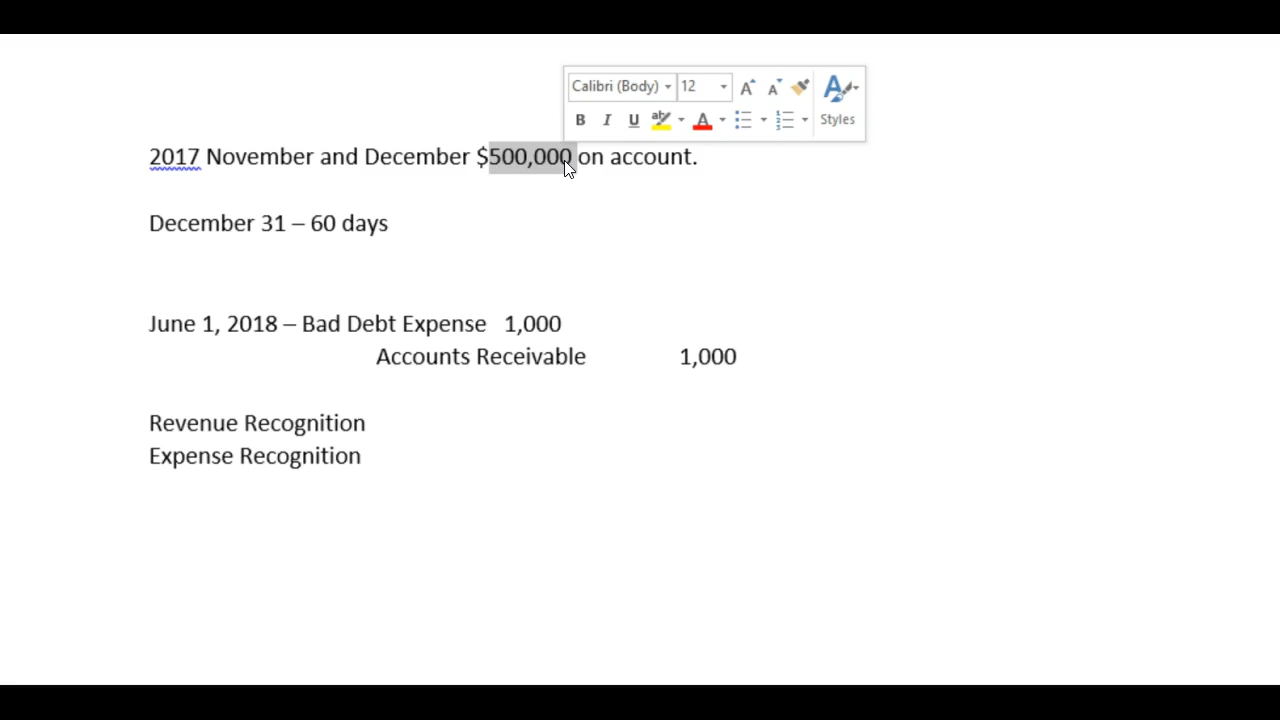 Calibri (Body) 12 A A
B I U ab A Styles
2017 November and December $500,000 on account.
December 31 – 60 days
June 1, 2018 – Bad Debt Expense 1,000
Accounts Receivable 1,000
Revenue Recognition
Expense Recognition